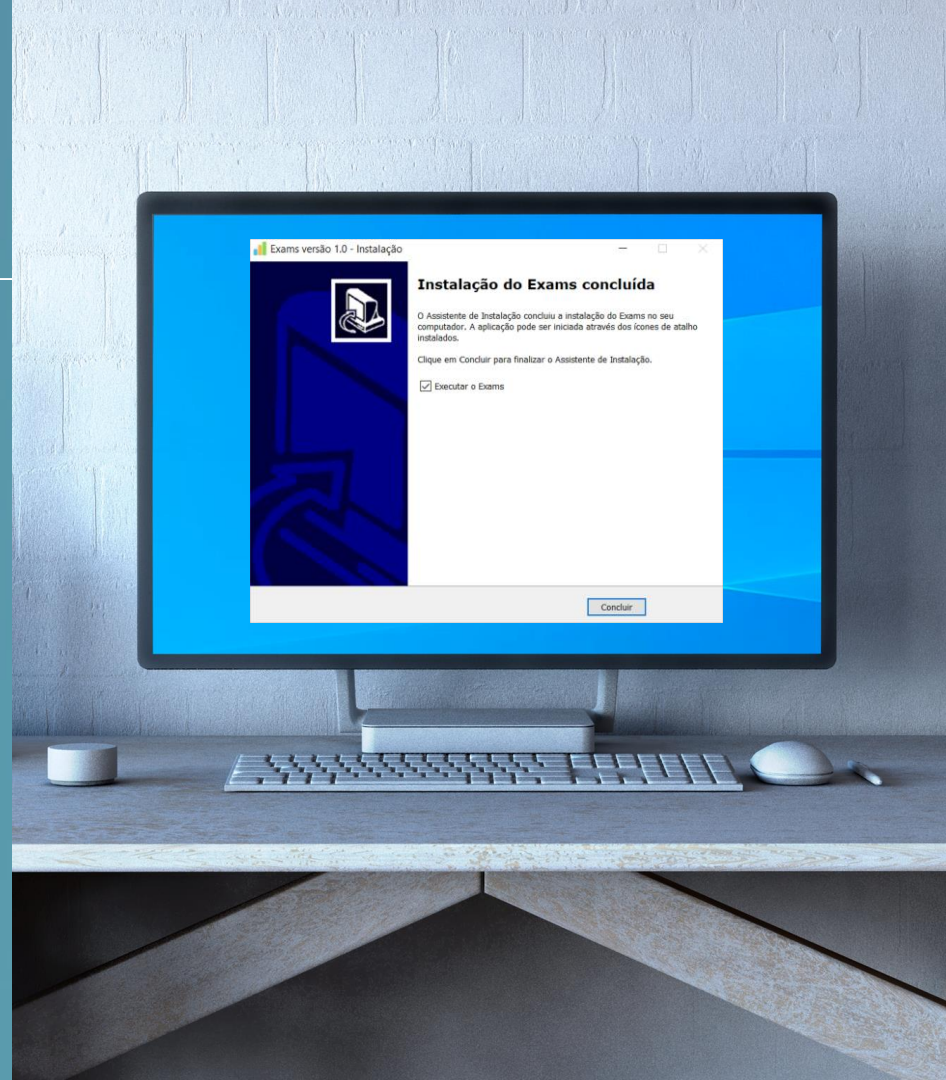 Exams versão 1.0 - Instalação
Instalação do Exams concluída
O Assistente de Instalação concluiu a instalação do Exams no seu
computador. A aplicação pode ser iniciada através dos ícones de atalho
instalados.
Clique em Concluir para finalizar o Assistente de Instalação.
Executar o Exams
Concluir